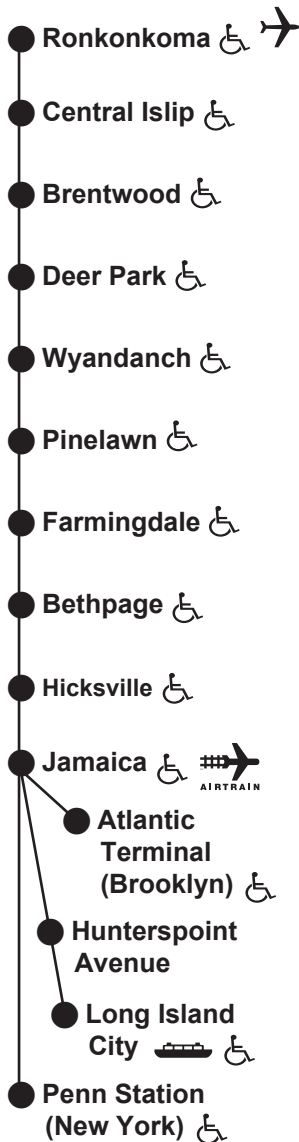 Ronkonkoma
Central Islip
Brentwood
Deer Park
Wyandanch
Pinelawn
Farmingdale
Bethpage
Hicksville
Jamaica
AIRTRAIN
Atlantic
Terminal
(Brooklyn)
Hunterspoint
Avenue
Long Island
City
Penn Station
(New York)